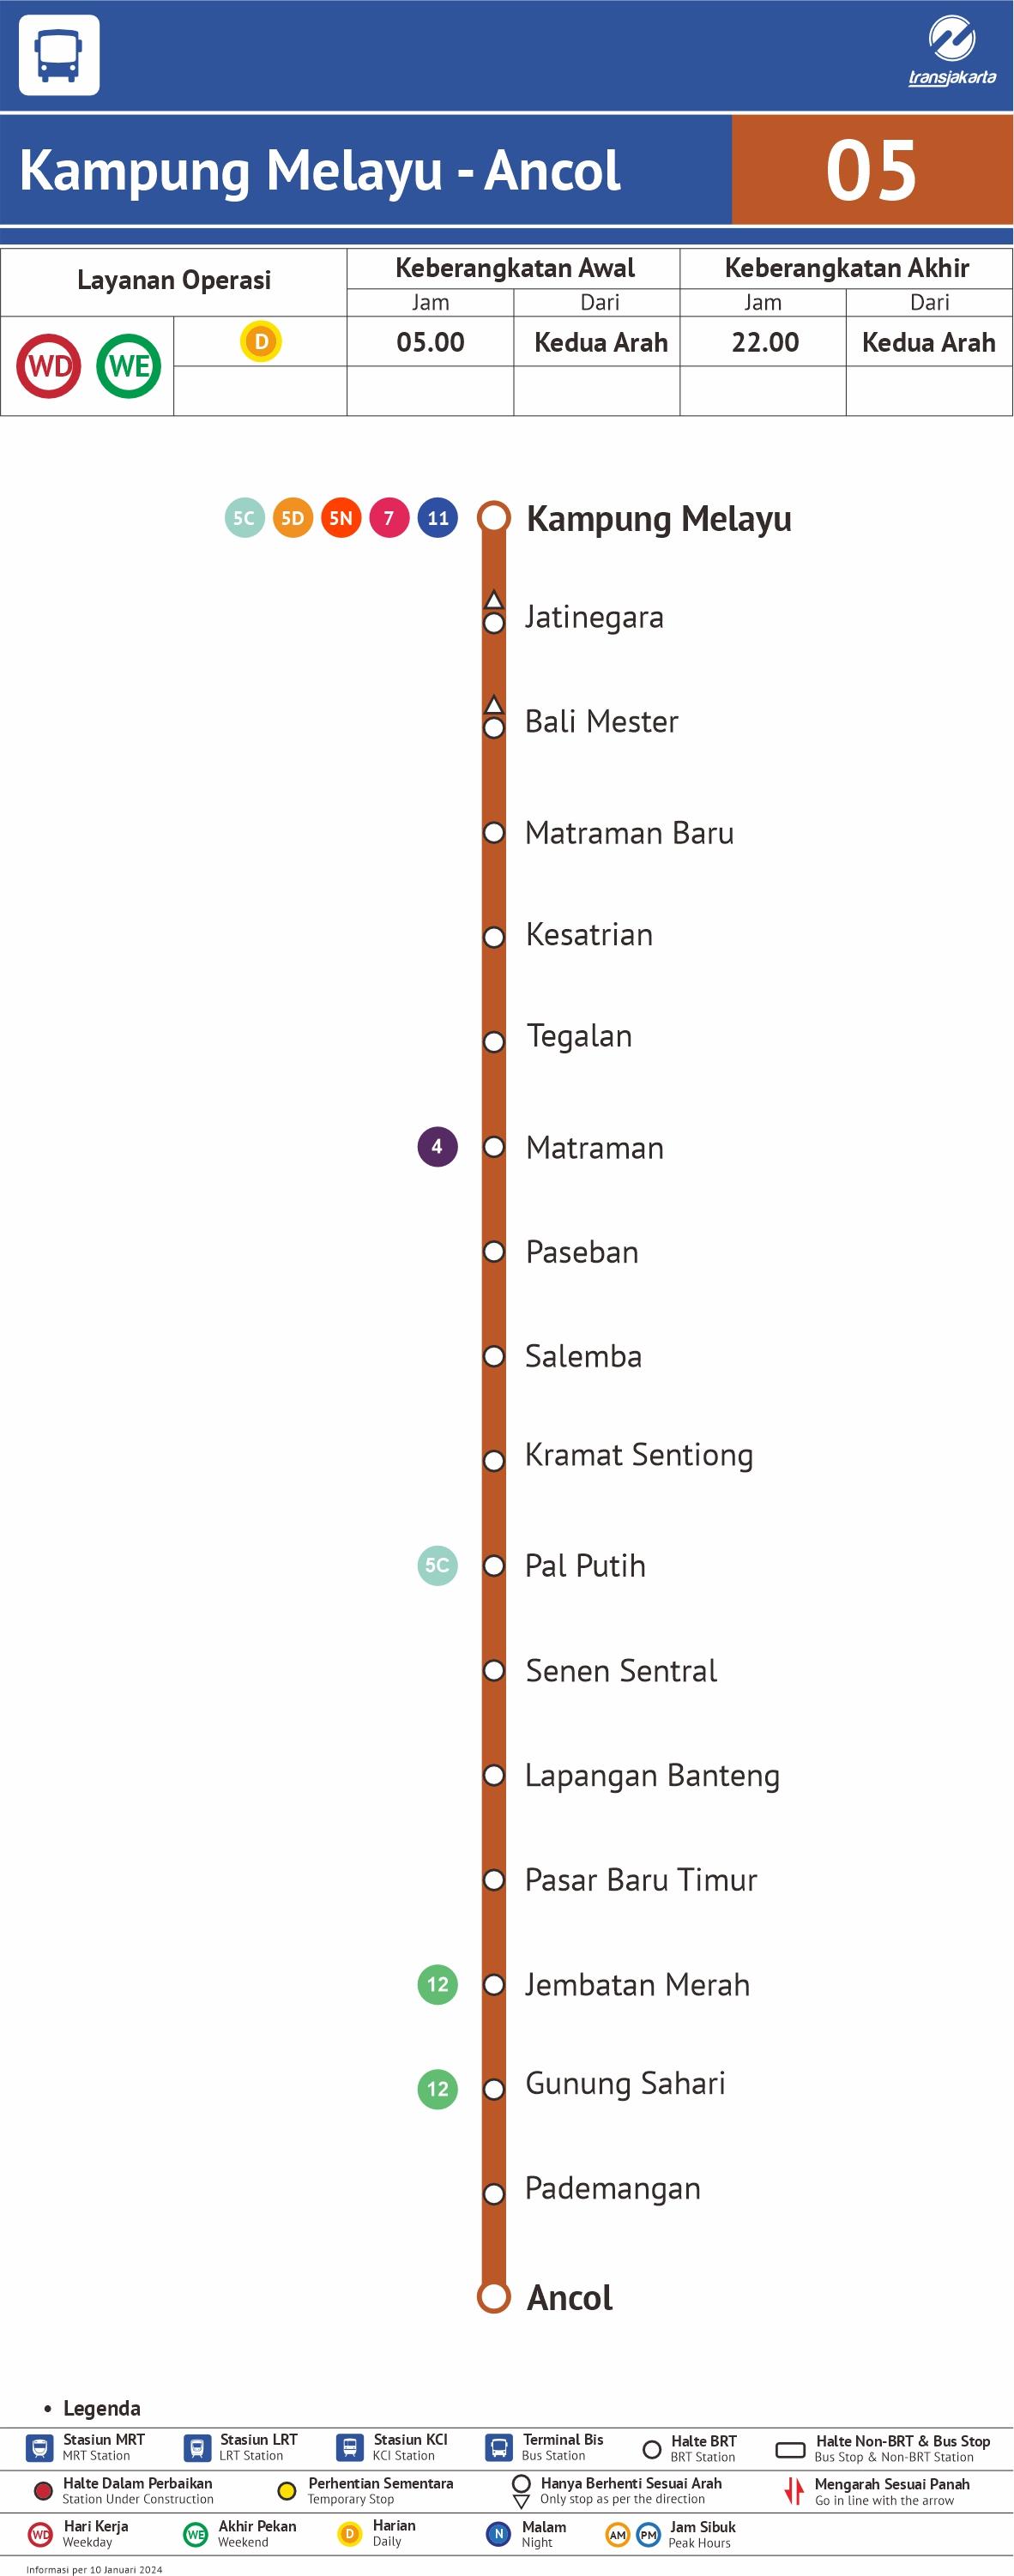 transjakarta
Kampung Melayu - Ancol
05
Layanan Operasi
Keberangkatan Awal
Keberangkatan Akhir
Jam
Dari
Jam
Dari
WD
WE
D
05.00
Kedua Arah
22.00
Kedua Arah
5C 5D 5N 7 11 Kampung Melayu
Jatinegara
Bali Mester
Matraman Baru
Kesatrian
Tegalan
4 Matraman
Paseban
Salemba
Kramat Sentiong
5C Pal Putih
Senen Sentral
Lapangan Banteng
Pasar Baru Timur
12 Jembatan Merah
12 Gunung Sahari
Pademangan
Ancol
• Legenda
Stasiun MRT
MRT Station
Stasiun LRT
LRT Station
Stasiun KCI
KCI Station
Terminal Bis
Bus Station
Halte BRT
BRT Station
Halte Non-BRT & Bus Stop
Bus Stop & Non-BRT Station
Halte Dalam Perbaikan
Station Under Construction
Perhentian Sementara
Temporary Stop
Hanya Berhenti Sesuai Arah
Only stop as per the direction
Mengarah Sesuai Panah
Go in line with the arrow
WD
Hari Kerja
Weekday
WE
Akhir Pekan
Weekend
D
Harian
Daily
N
Malam
Night
AM PM
Jam Sibuk
Peak Hours
Informasi per 10 Januari 2024